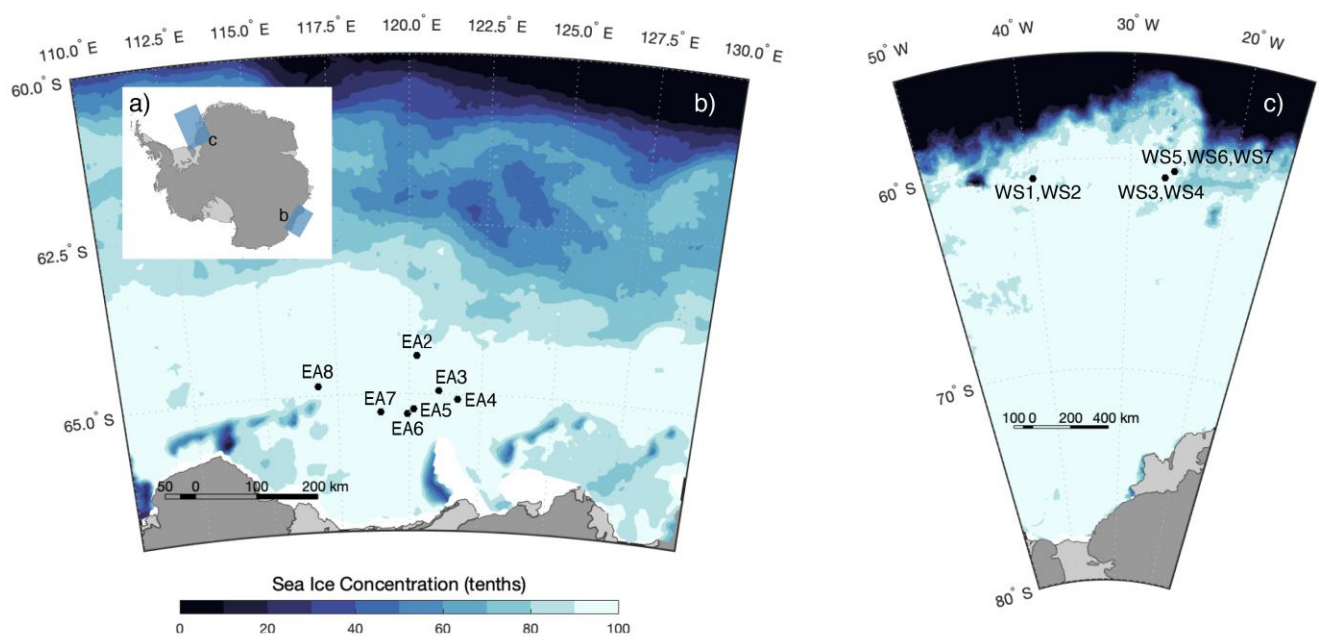 110.0° E 112.5° E 115.0° E 117.5° E 120.0° E 122.5° E 125.0° E 127.5° E 130.0° E
60.0° S
62.5° S
65.0° S
a)
c
b
b)
EA2
EA8
EA3
EA7
EA5
EA4
EA6
50 0 100 200 km
Sea Ice Concentration (tenths)
0 20 40 60 80 100
50° W 40° W 30° W 20° W
c)
WS5,WS6,WS7
60° S
WS1,WS2
WS3,WS4
70° S
100 0 200 400 km
80° S